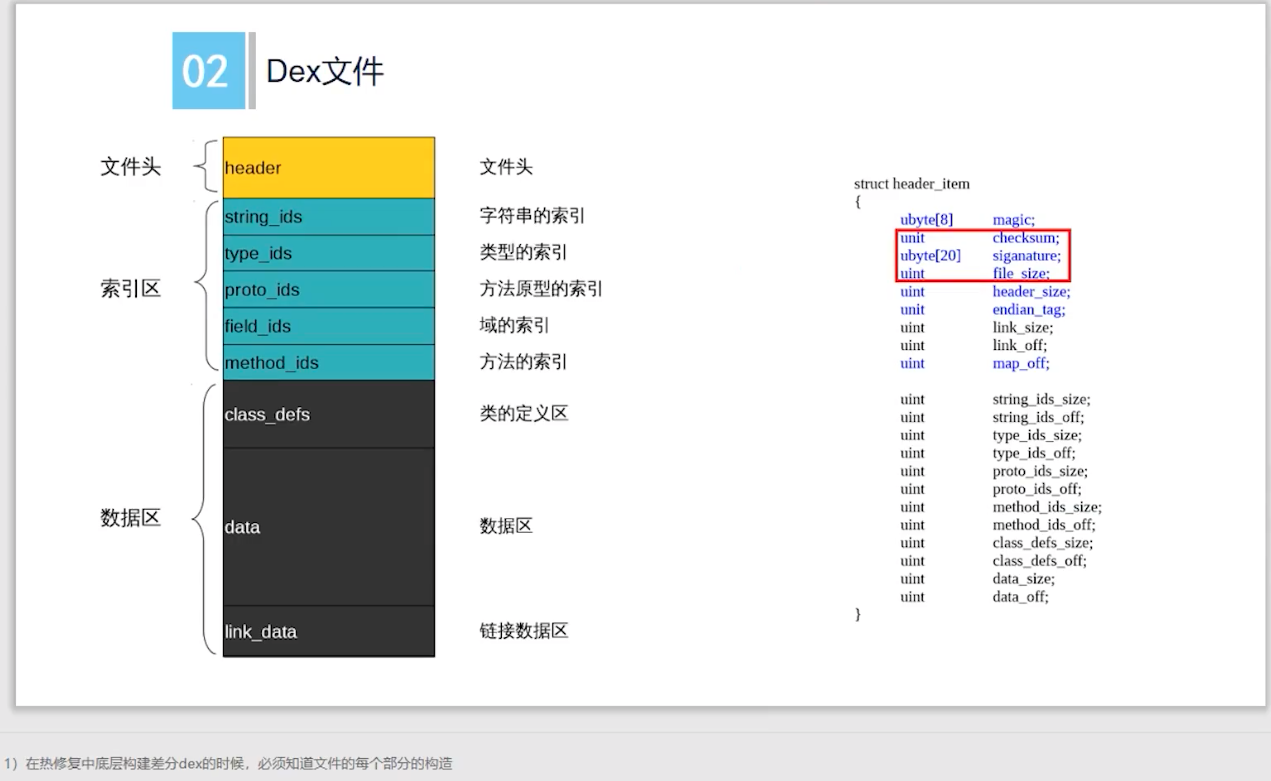 02 Dex文件
文件头 header 文件头
string_ids 字符串的索引
type_ids 类型的索引
索引区 proto_ids 方法原型的索引
field_ids 域的索引
method_ids 方法的索引
class_defs 类的定义区
数据区 data 数据区
link_data 链接数据区
struct header_item
{
ubyte[8] magic;
unit checksum;
ubyte[20] siganature;
uint file_size;
uint header_size;
unit endian_tag;
uint link_size;
uint link_off;
uint map_off;
uint string_ids_size;
uint string_ids_off;
uint type_ids_size;
uint type_ids_off;
uint proto_ids_size;
uint proto_ids_off;
uint method_ids_size;
uint method_ids_off;
uint class_defs_size;
uint class_defs_off;
uint data_size;
uint data_off;
}
1）在热修复中底层构建差分dex的时候，必须知道文件的每个部分的构造